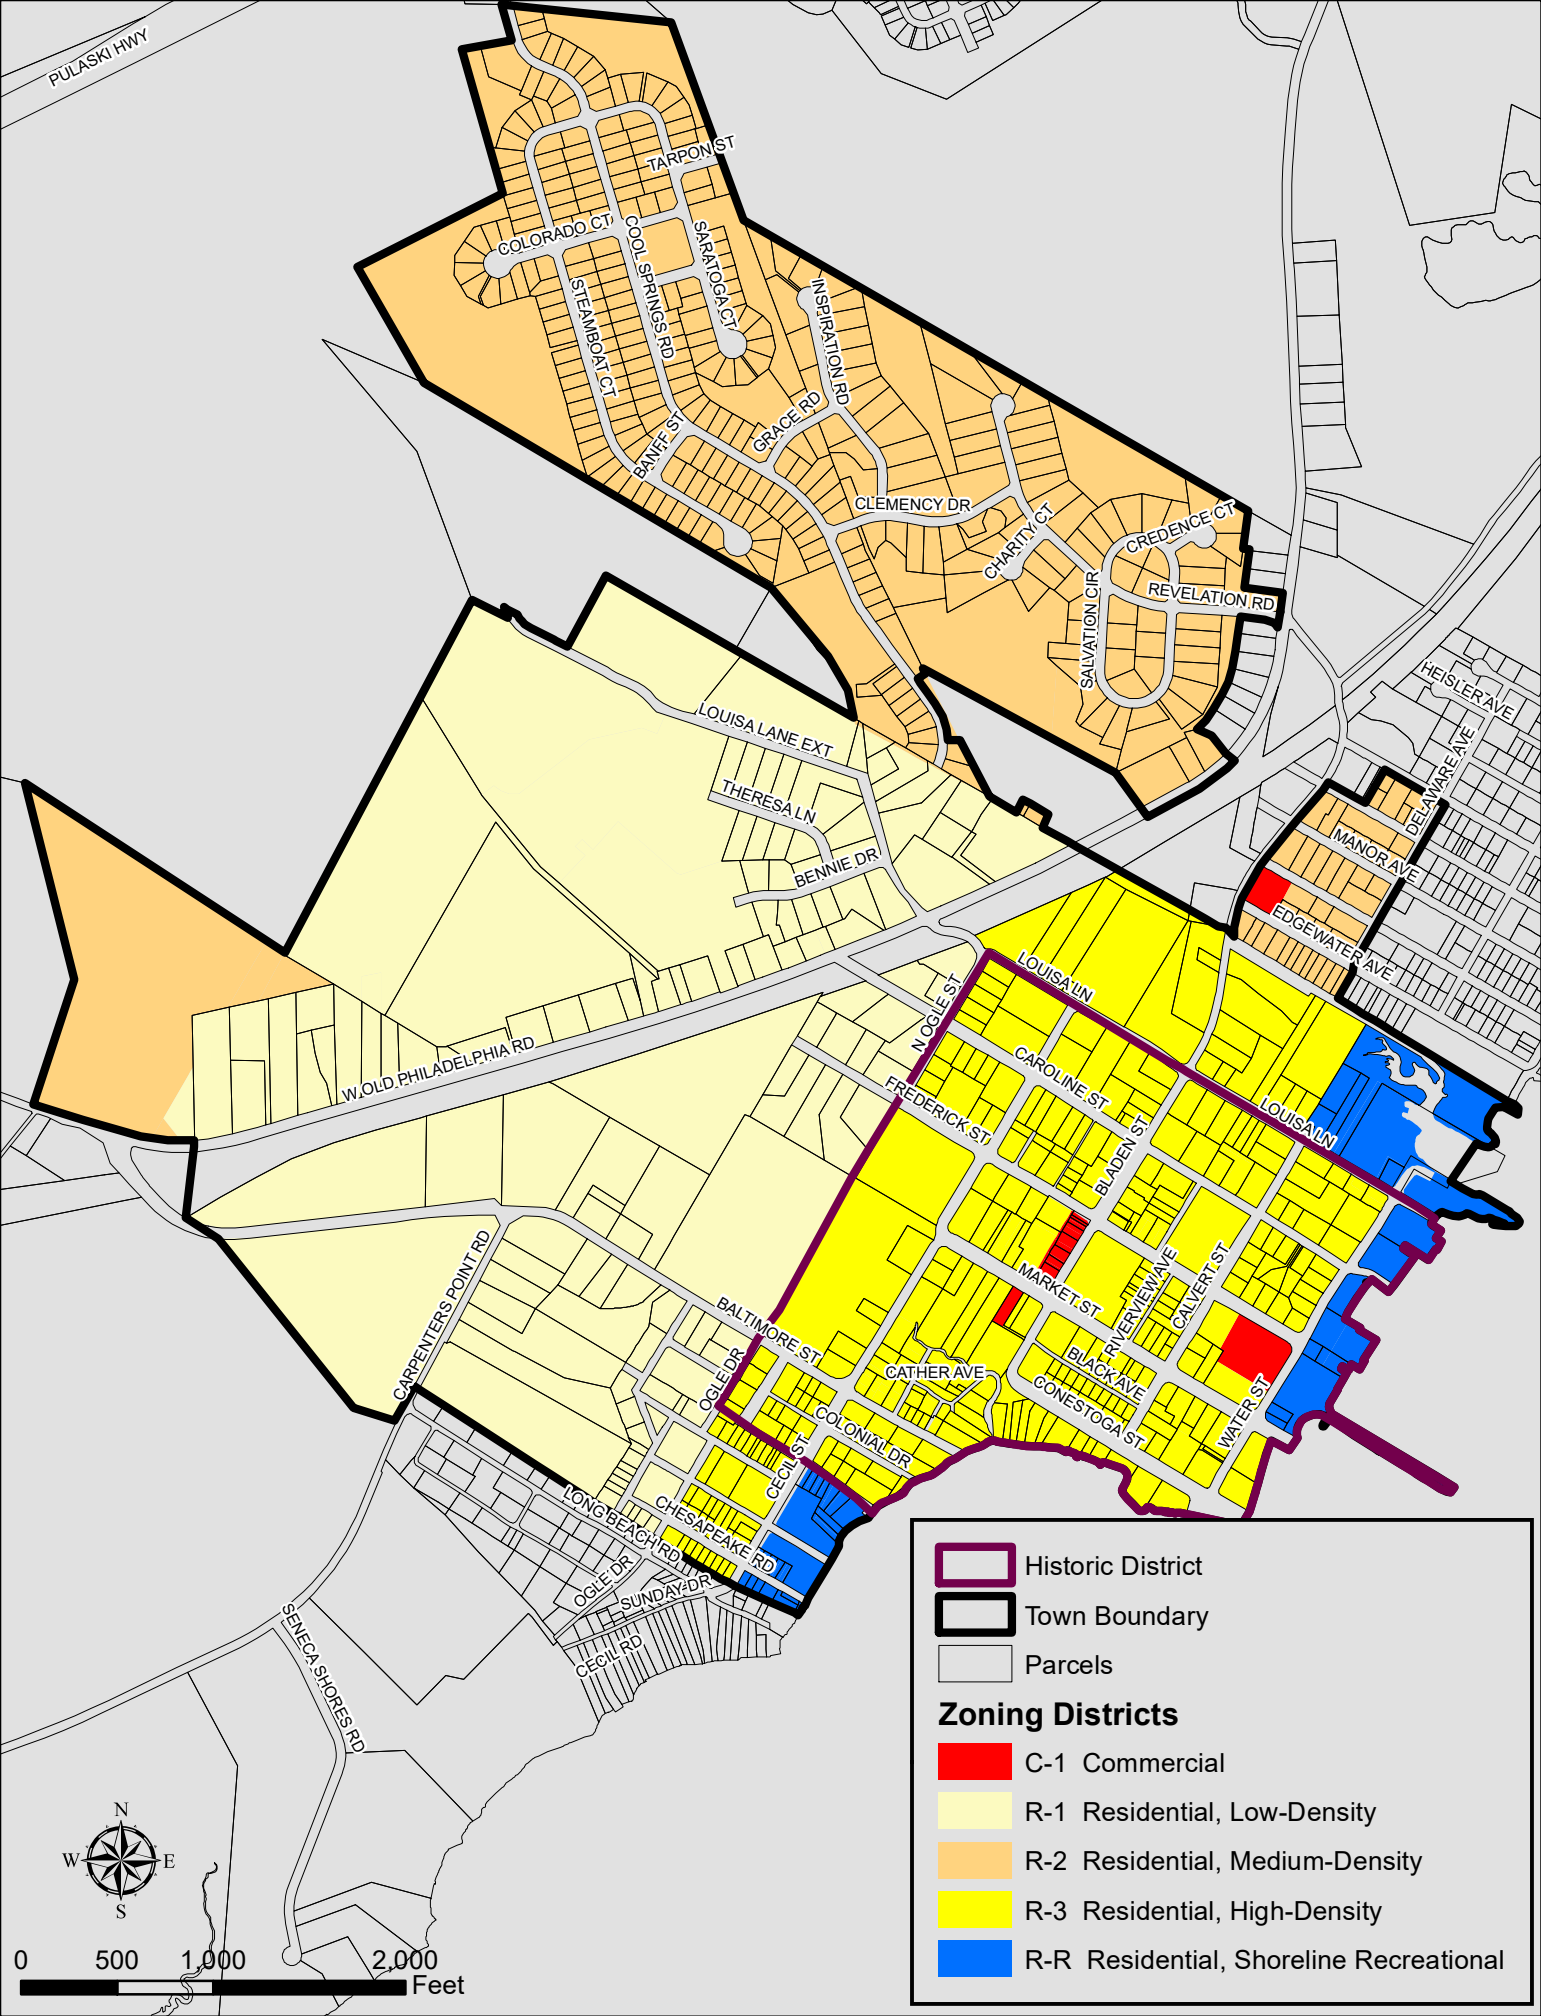 PULASKI HWY
TARPON ST
COLORADO CT
COOL SPRINGS RD
SARATOGA CT
STEAMBOAT CT
INSPIRATION RD
GRACE RD
BANFF ST
CLEMENCY DR
CHARITY CT
CREDENCE CT
REVELATION RD
SALVATION CIR
HEISLER AVE
DELAWARE AVE
LOUISA LANE EXT
THERESA LN
BENNIE DR
MANOR AVE
EDGEWATER AVE
LOUISA LN
N OGLE ST
W OLD PHILADELPHIA RD
CAROLINE ST
FREDERICK ST
LOUISA LN
BLADEN ST
CARPENTERS POINT RD
MARKET ST
RIVERVIEW AVE
CALVERT ST
BALTIMORE ST
OGLE DR
CATHER AVE
BLACK AVE
CONESTOGA ST
WATER ST
COLONIAL DR
CECIL ST
LONG BEACH RD
CHESAPEAKE RD
OGLE DR
SUNDAY DR
CECIL RD
SENECA SHORES RD
Historic District
Town Boundary
Parcels
Zoning Districts
C-1 Commercial
R-1 Residential, Low-Density
R-2 Residential, Medium-Density
R-3 Residential, High-Density
R-R Residential, Shoreline Recreational
N
W E
S
0 500 1,000 2,000
Feet